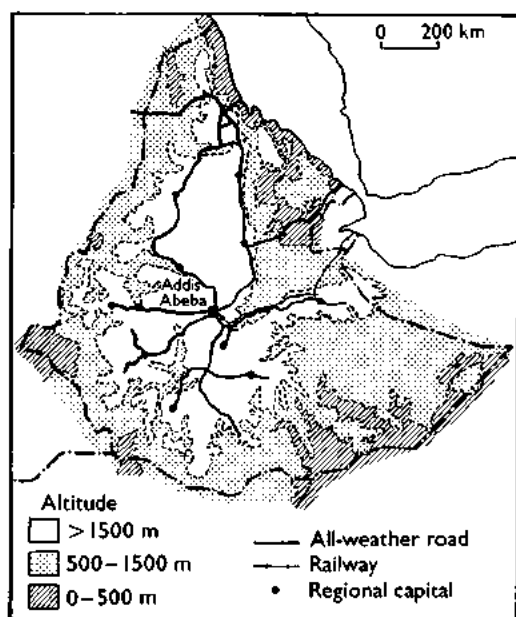 0 200 km
Addis
Abeba
Altitude
>1500 m
500–1500 m
0–500 m
All-weather road
Railway
Regional capital